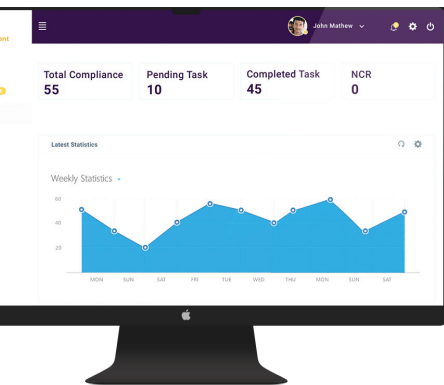 ent
John Mathew
Total Compliance
55
Pending Task
10
Completed Task
45
NCR
0
Latest Statistics
Weekly Statistics
60
40
20
MON SUN SAT FRI TUE WED THU MON SUN SAT